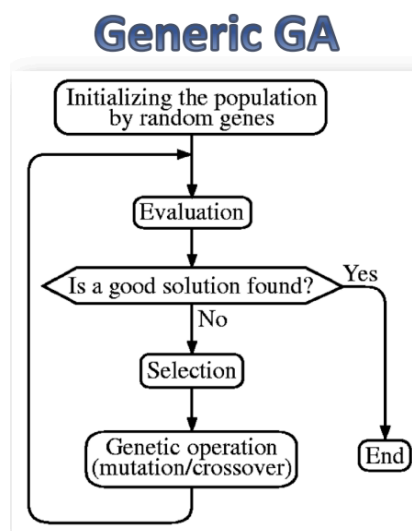 Generic GA
Initializing the population
by random genes
Evaluation
Is a good solution found?
Yes
No
Selection
Genetic operation
(mutation/crossover)
End